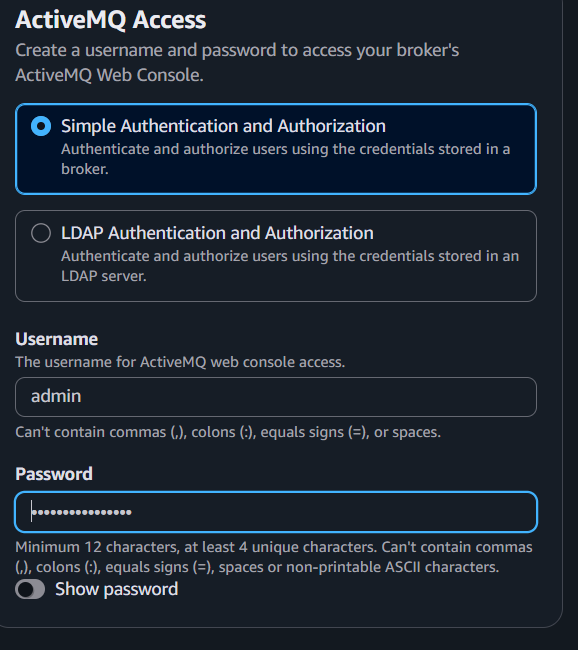 ActiveMQ Access
Create a username and password to access your broker's
ActiveMQ Web Console.
Simple Authentication and Authorization
Authenticate and authorize users using the credentials stored in a
broker.
LDAP Authentication and Authorization
Authenticate and authorize users using the credentials stored in an
LDAP server.
Username
The username for ActiveMQ web console access.
admin
Can't contain commas (,), colons (:), equals signs (=), or spaces.
Password
••••••••••••••••
Minimum 12 characters, at least 4 unique characters. Can't contain commas
(,), colons (:), equals signs (=), spaces or non-printable ASCII characters.
Show password